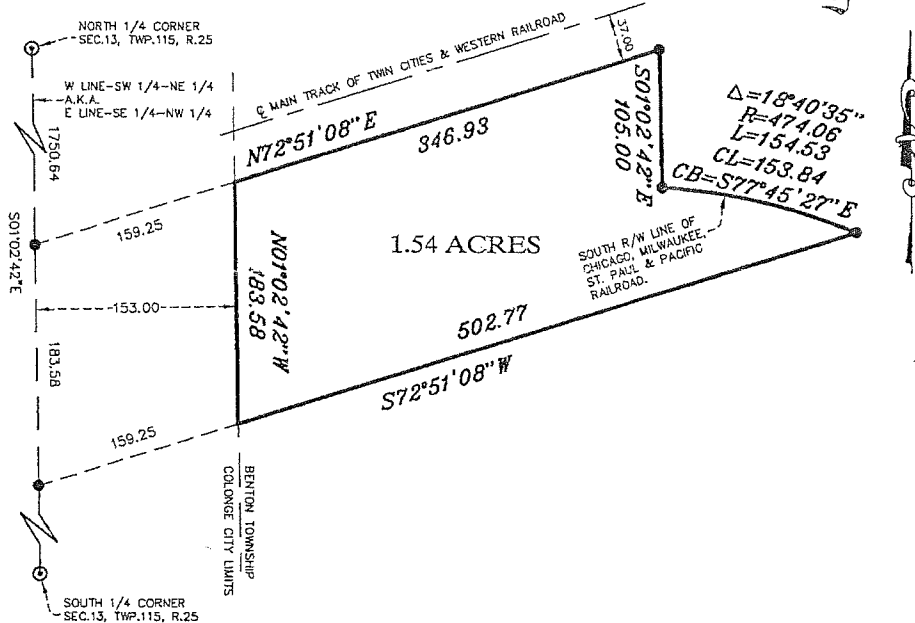 NORTH 1/4 CORNER
SEC.13, TWP.115, R.25
W LINE-SW 1/4-NE 1/4
A.K.A.
E LINE-SE 1/4-NW 1/4
1750.64
S01°02'42"E
℄ MAIN TRACK OF TWIN CITIES & WESTERN RAILROAD
37.00
N72°51'08"E
346.93
S01°02'42"E
105.00
Δ=18°40'35"
R=474.06
L=154.53
CL=153.84
CB=S77°45'27"E
159.25
1.54 ACRES
SOUTH R/W LINE OF
CHICAGO, MILWAUKEE,
ST. PAUL & PACIFIC
RAILROAD.
153.00
N01°02'42"W
183.58
183.58
502.77
S72°51'08"W
159.25
BENTON TOWNSHIP
COLONGE CITY LIMITS
SOUTH 1/4 CORNER
SEC.13, TWP.115, R.25